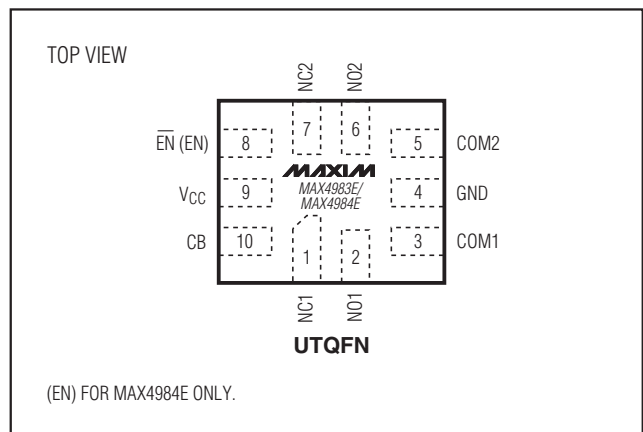 TOP VIEW
NC2
NO2
7
6
E̅N̅ (EN)
8
5
COM2
MAXIM
VCC
9
MAX4983E/
MAX4984E
4
GND
CB
10
1
2
3
COM1
NC1
NO1
UTQFN
(EN) FOR MAX4984E ONLY.